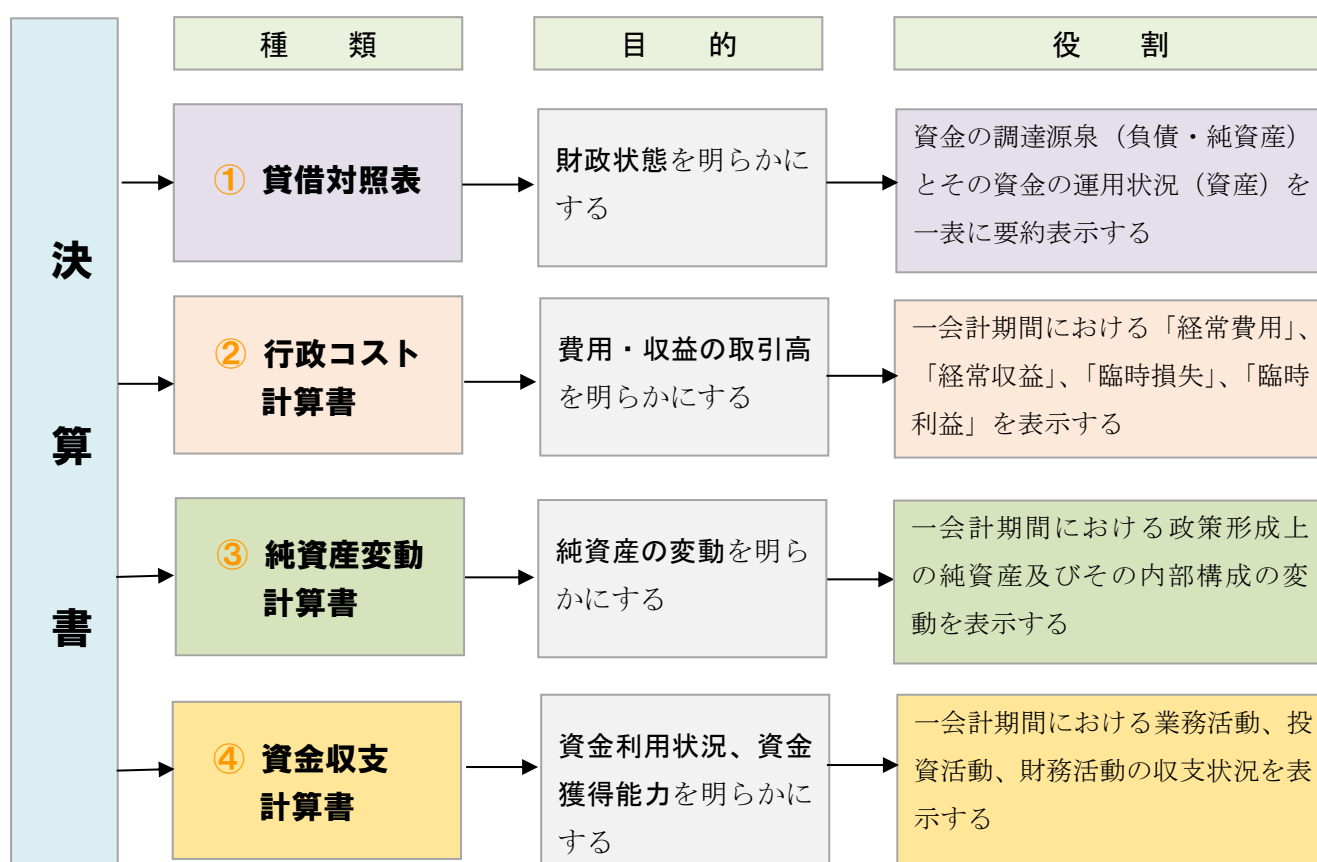 決算書
種　類
目　的
役　割
① 貸借対照表
財政状態を明らかに
する
資金の調達源泉（負債・純資産）
とその資金の運用状況（資産）を
一表に要約表示する
② 行政コスト
計算書
費用・収益の取引高
を明らかにする
一会計期間における「経常費用」、
「経常収益」、「臨時損失」、「臨時
利益」を表示する
③ 純資産変動
計算書
純資産の変動を明ら
かにする
一会計期間における政策形成上
の純資産及びその内部構成の変
動を表示する
④ 資金収支
計算書
資金利用状況、資金
獲得能力を明らかに
する
一会計期間における業務活動、投
資活動、財務活動の収支状況を表
示する